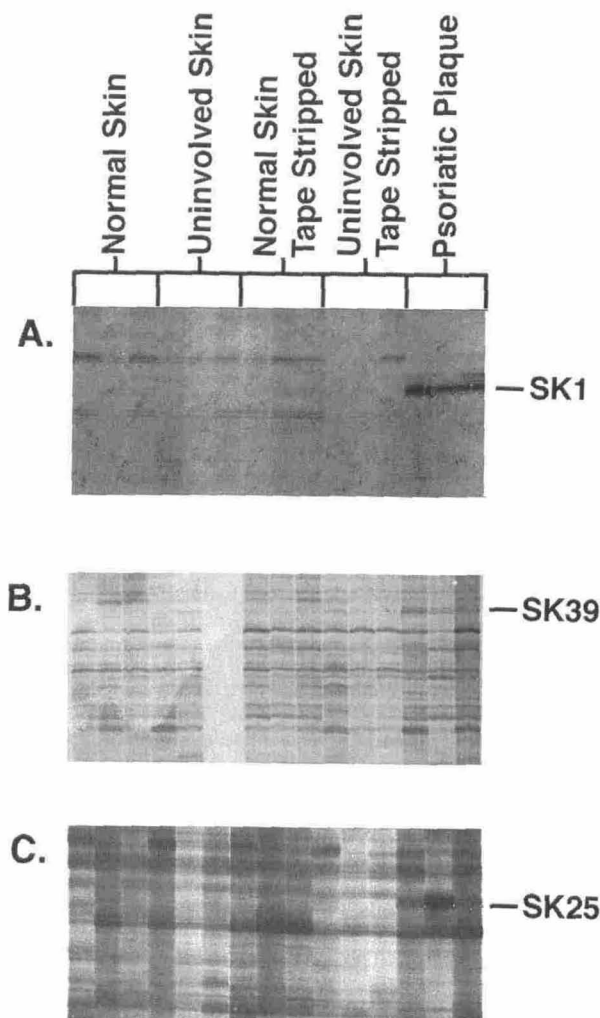 Normal Skin
Uninvolved Skin
Normal Skin
Tape Stripped
Uninvolved Skin
Tape Stripped
Psoriatic Plaque
A.
SK1
B.
SK39
C.
SK25